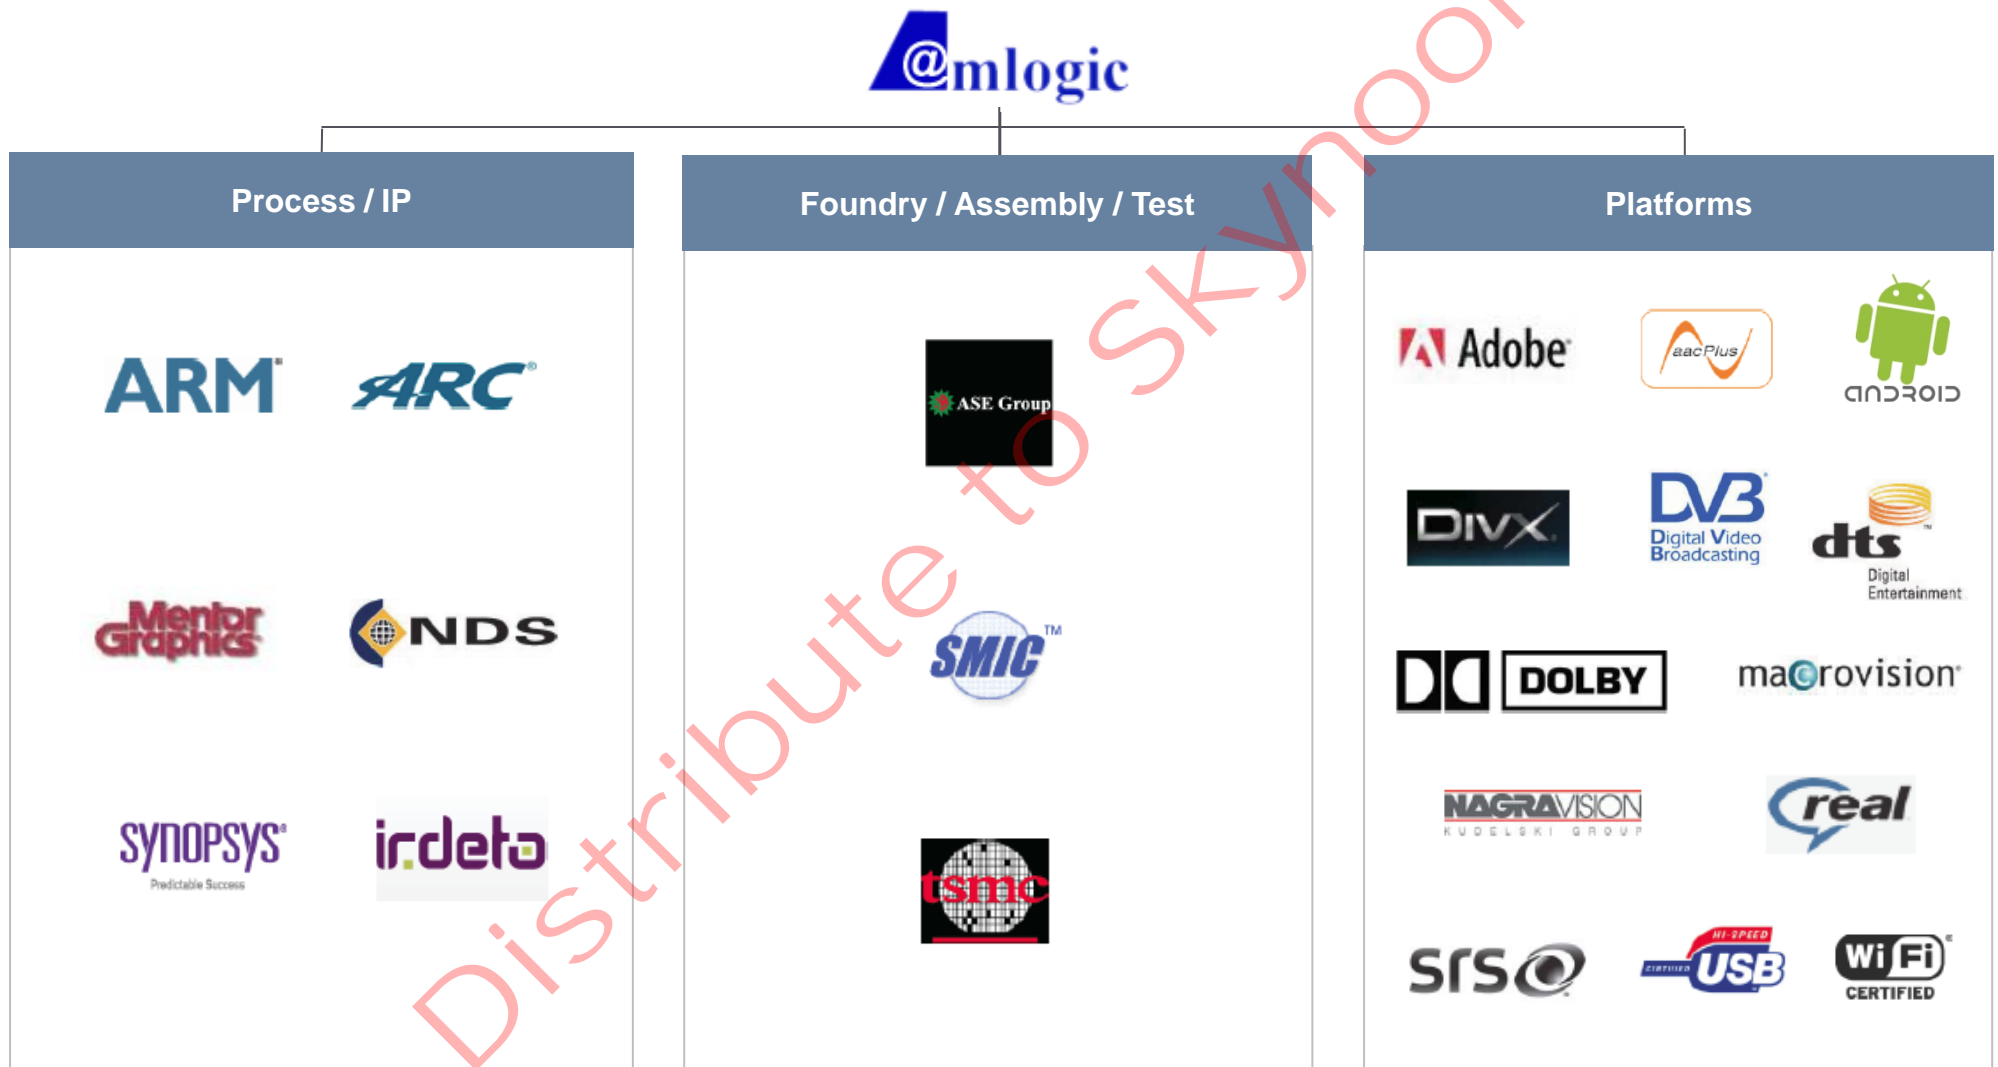 @mlogic
Process / IP
Foundry / Assembly / Test
Platforms
ARM®
ARC®
Mentor
Graphics
NDS
SYNOPSYS®
Predictable Success
irdeto
ASE Group
SMIC™
tsmc
Adobe
aacPlus
ANDROID
DIVX
DVB
Digital Video
Broadcasting
dts
Digital
Entertainment
DOLBY
macrovision
NAGRAVISION
KUDELSKI GROUP
real
srs
HI-SPEED
CERTIFIED USB
Wi Fi
CERTIFIED
Distribute to